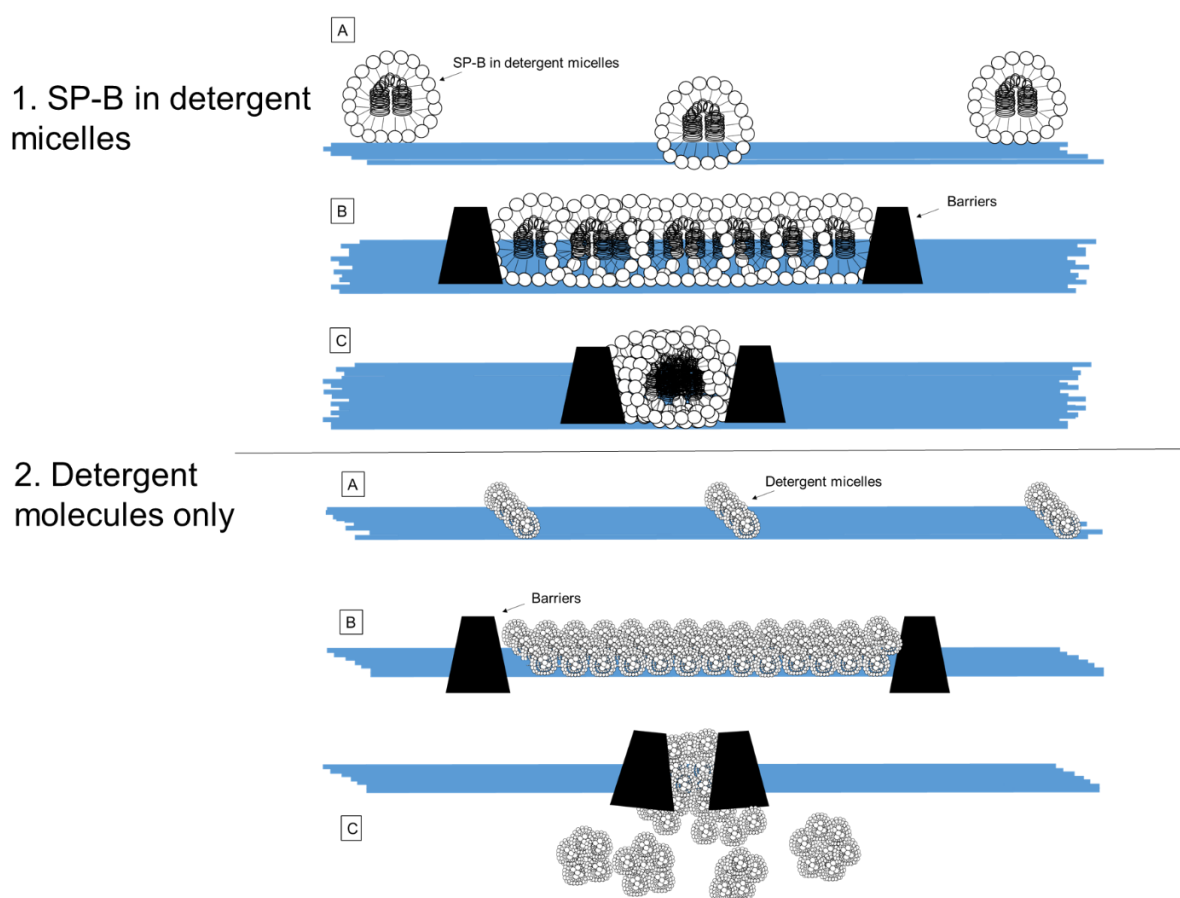 A
SP-B in detergent micelles
1. SP-B in detergent
micelles
B
Barriers
C
2. Detergent
molecules only
A
Detergent micelles
Barriers
B
C